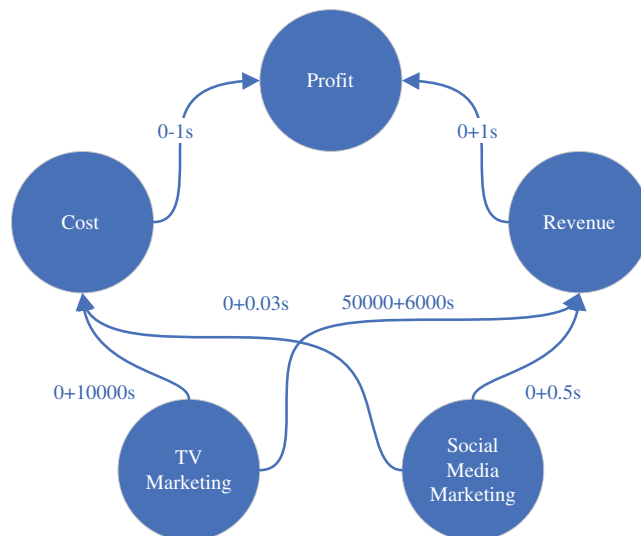 Profit
0-1s
0+1s
Cost
Revenue
0+0.03s
50000+6000s
0+10000s
0+0.5s
TV
Marketing
Social
Media
Marketing